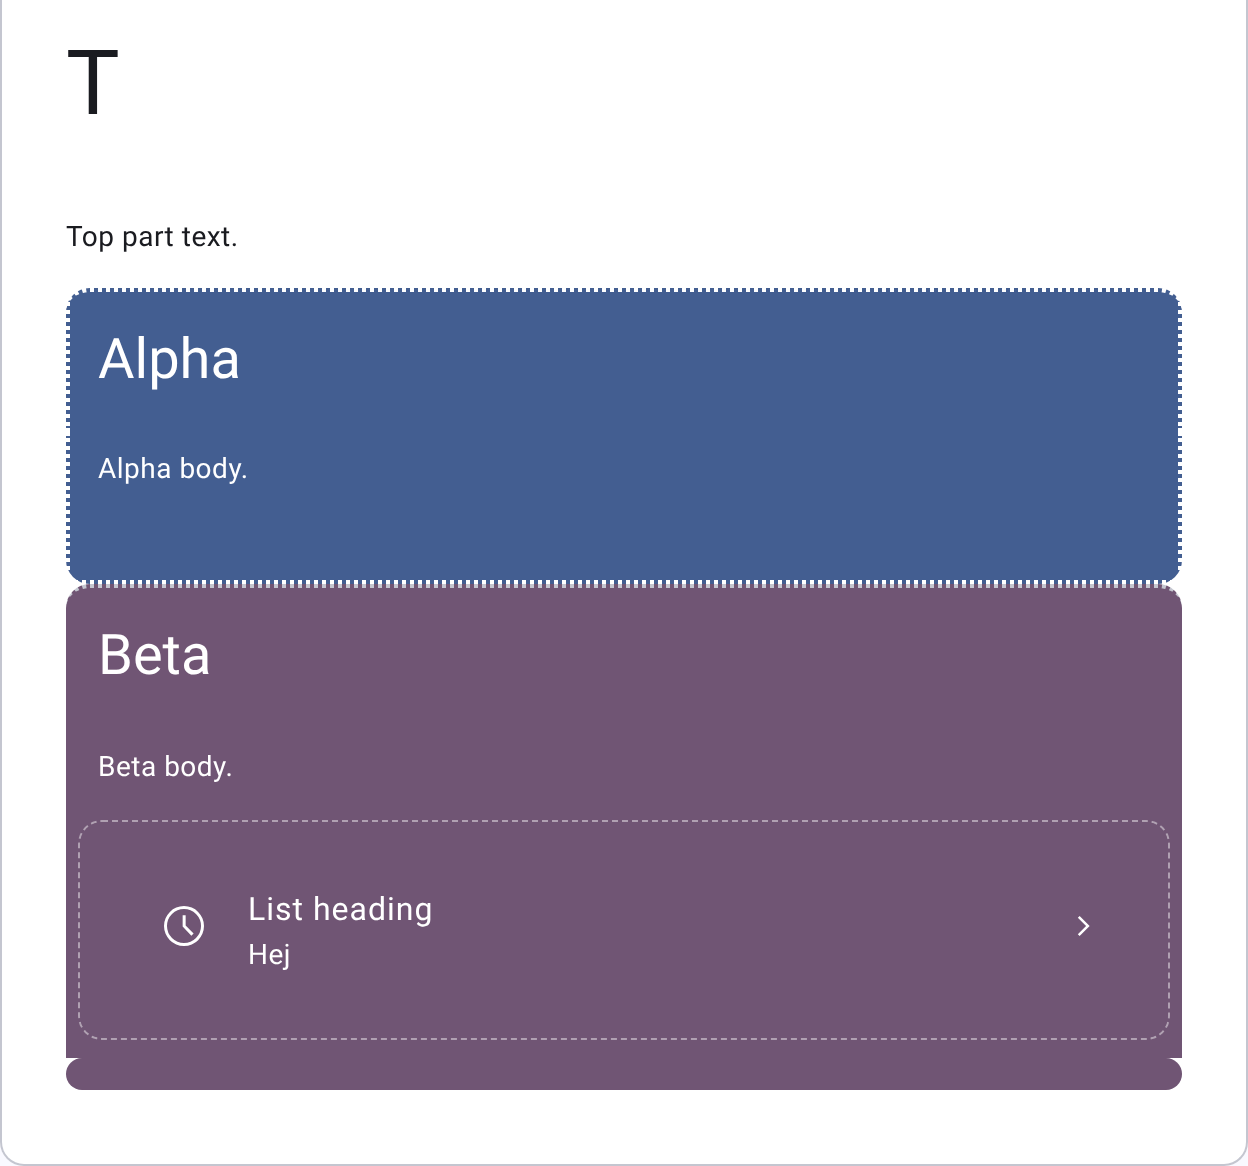 T
Top part text.
Alpha
Alpha body.
Beta
Beta body.
List heading
Hej